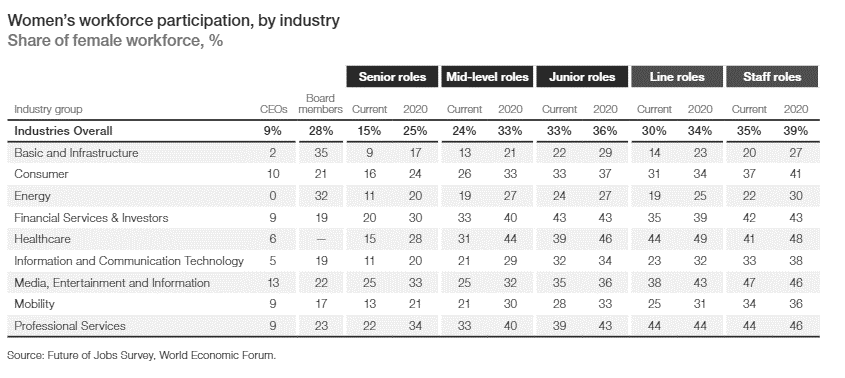 Women's workforce participation, by industry
Share of female workforce, %
Senior roles Mid-level roles Junior roles Line roles Staff roles
Industry group CEOs Board members Current 2020 Current 2020 Current 2020 Current 2020 Current 2020
Industries Overall 9% 28% 15% 25% 24% 33% 33% 36% 30% 34% 35% 39%
Basic and Infrastructure 2 35 9 17 13 21 22 29 14 23 20 27
Consumer 10 21 16 24 26 33 33 37 31 34 37 41
Energy 0 32 11 20 19 27 24 27 19 25 22 30
Financial Services & Investors 9 19 20 30 33 40 43 43 35 39 42 43
Healthcare 6 — 15 28 31 44 39 46 44 49 41 48
Information and Communication Technology 5 19 11 20 21 29 32 34 23 32 33 38
Media, Entertainment and Information 13 22 25 33 25 32 35 36 38 43 47 46
Mobility 9 17 13 21 21 30 28 33 25 31 34 36
Professional Services 9 23 22 34 33 40 39 43 44 44 44 46
Source: Future of Jobs Survey, World Economic Forum.